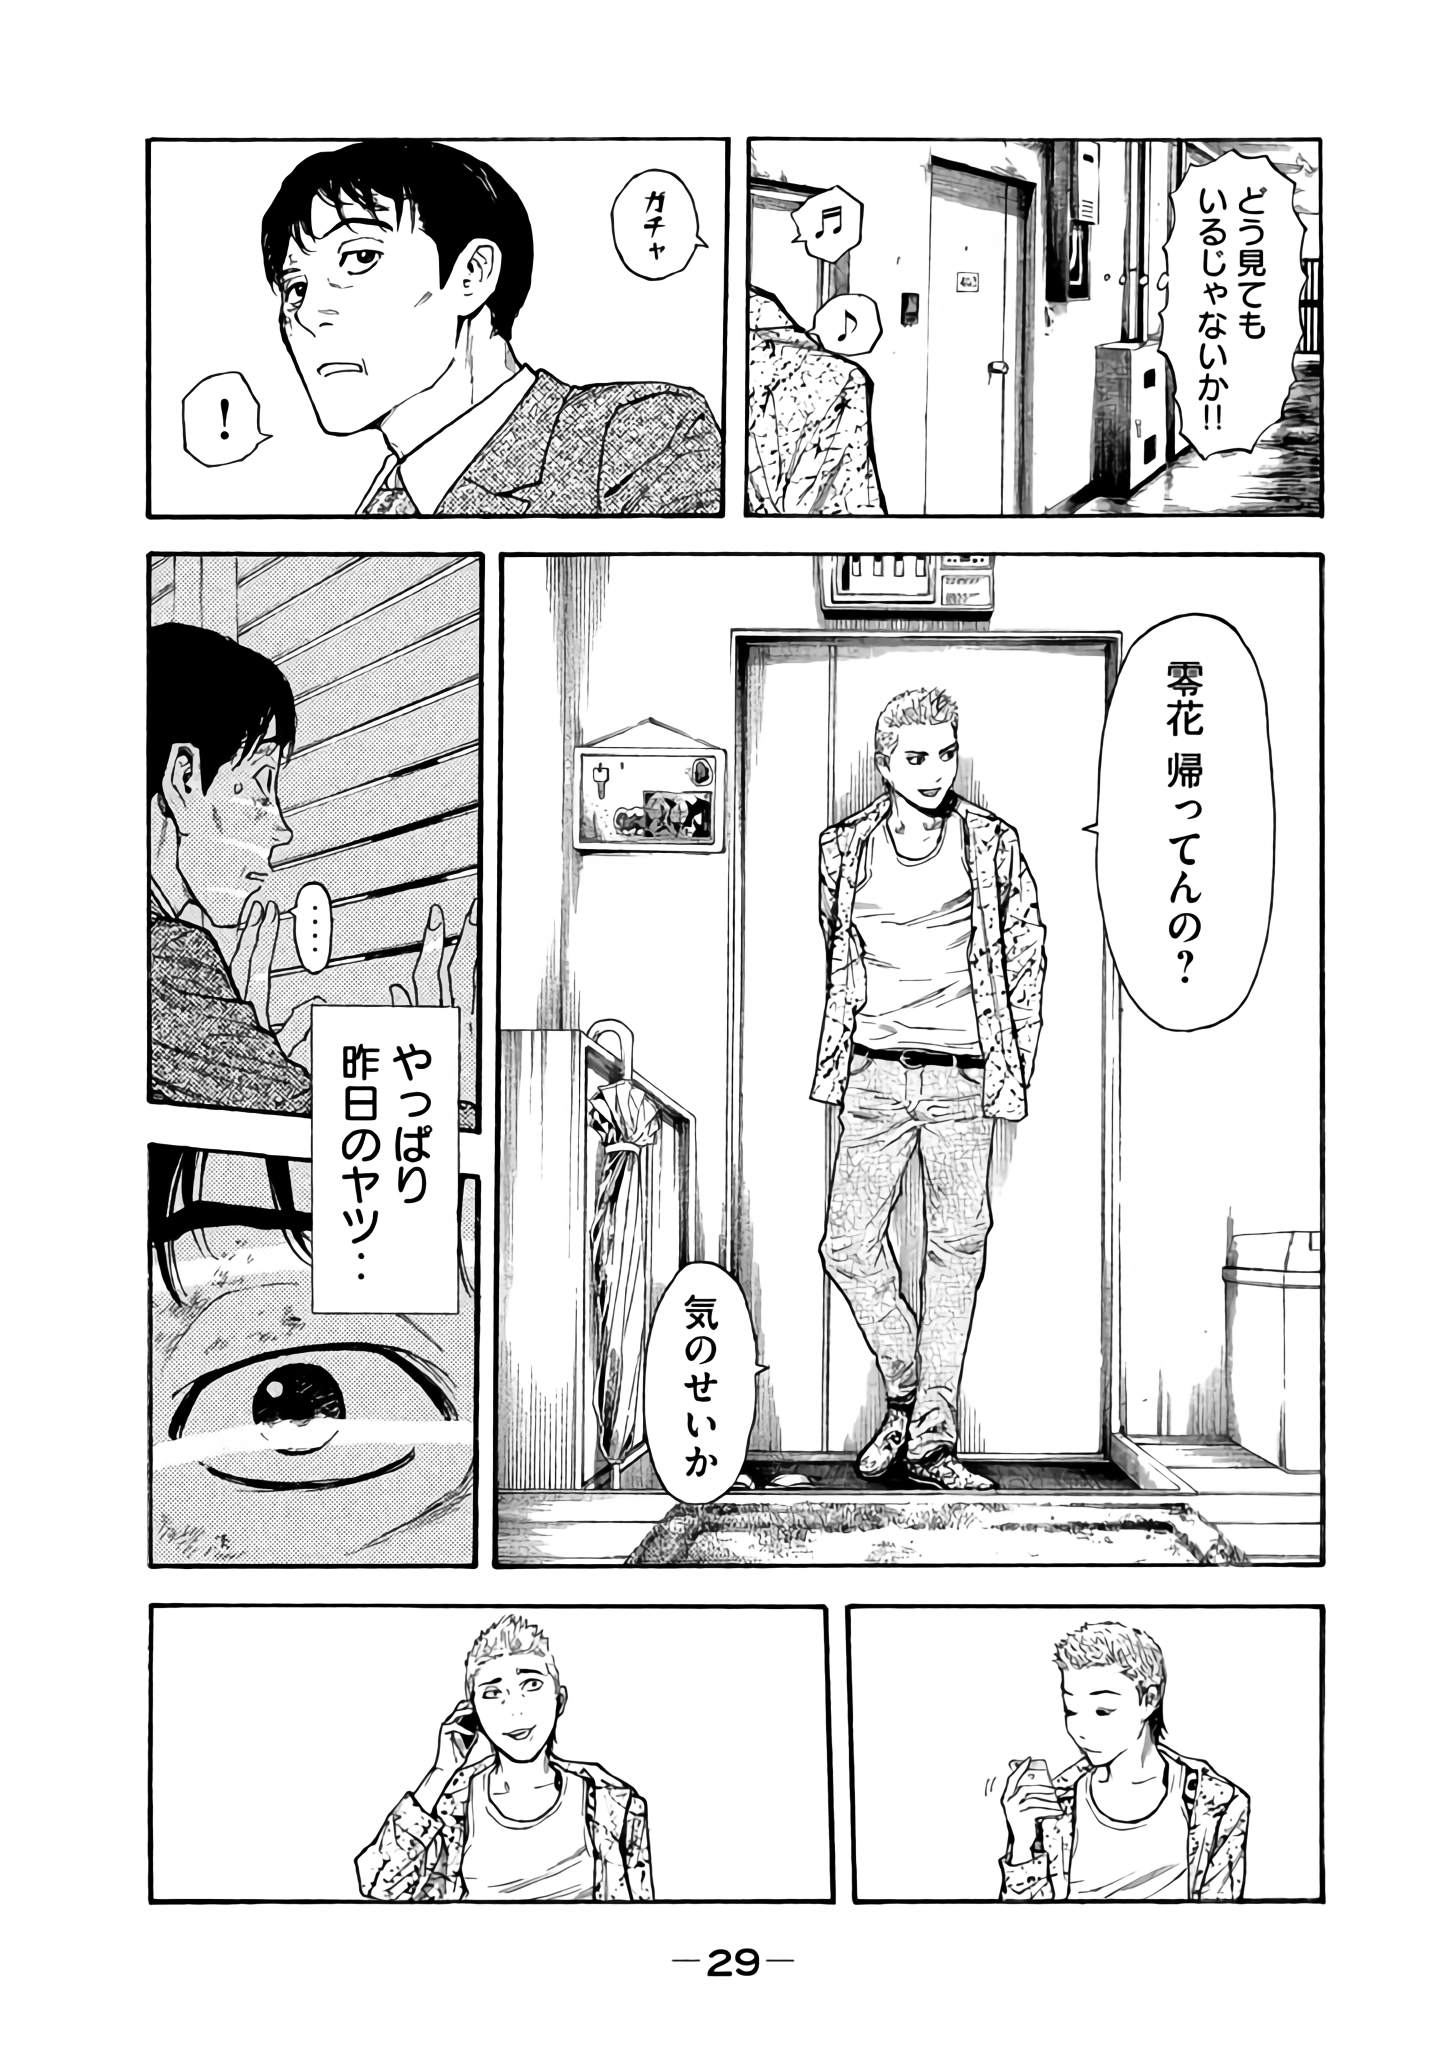 どう見ても
いるじゃないか!!
ガチャ
!
零花 帰ってんの?
気のせいか
‥‥
やっぱり
昨日のヤツ‥
—29—